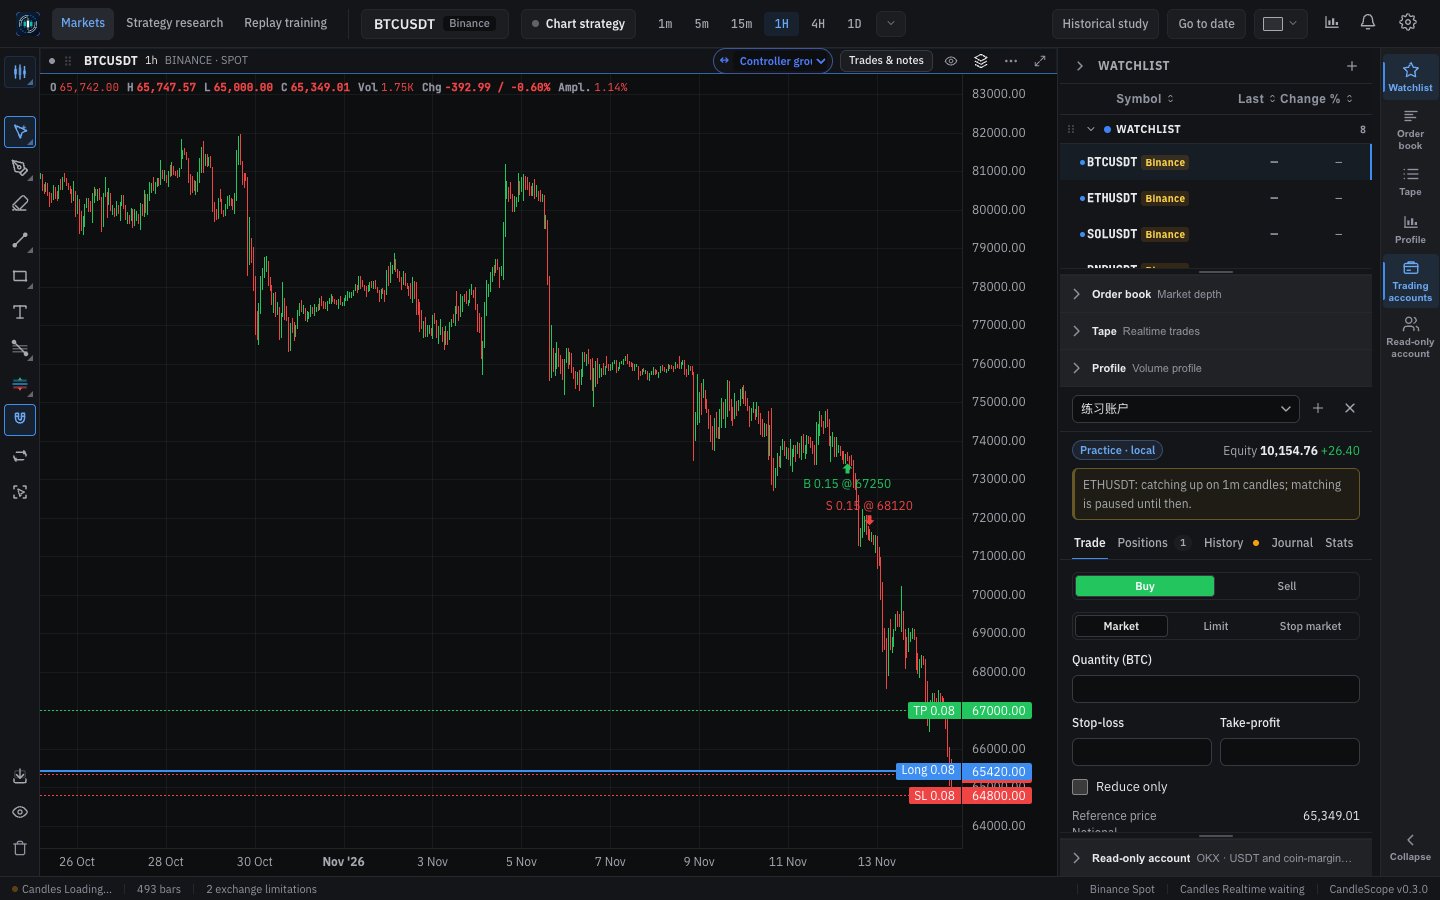 Markets
Strategy research
Replay training
BTCUSDT Binance
Chart strategy
1m 5m 15m 1H 4H 1D
Historical study
Go to date
BTCUSDT 1h BINANCE · SPOT
Controller grou
Trades & notes
O 65,742.00 H 65,747.57 L 65,000.00 C 65,349.01 Vol 1.75K Chg -392.99 / -0.60% Ampl. 1.14%
83000.00
82000.00
81000.00
80000.00
79000.00
78000.00
77000.00
76000.00
75000.00
74000.00
73000.00
72000.00
71000.00
70000.00
69000.00
68000.00
66000.00
64000.00
B 0.15 @ 67250
S 0.15 @ 68120
TP 0.08 67000.00
Long 0.08 65420.00
SL 0.08 64800.00
26 Oct 28 Oct 30 Oct Nov '26 3 Nov 5 Nov 7 Nov 9 Nov 11 Nov 13 Nov
WATCHLIST
Symbol Last Change %
WATCHLIST 8
BTCUSDT Binance — —
ETHUSDT Binance — —
SOLUSDT Binance — —
Order book Market depth
Tape Realtime trades
Profile Volume profile
练习账户
Practice · local
Equity 10,154.76 +26.40
ETHUSDT: catching up on 1m candles; matching
is paused until then.
Trade Positions 1 History Journal Stats
Buy Sell
Market Limit Stop market
Quantity (BTC)
Stop-loss Take-profit
Reduce only
Reference price 65,349.01
Read-only account OKX · USDT and coin-margin...
Watchlist
Order
book
Tape
Profile
Trading
accounts
Read-only
account
Collapse
Candles Loading...
493 bars
2 exchange limitations
Binance Spot
Candles Realtime waiting
CandleScope v0.3.0